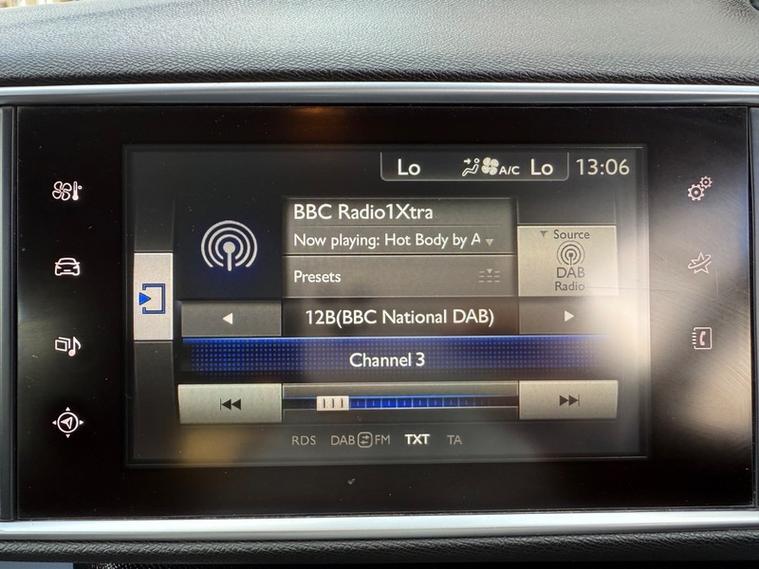 Lo A/C Lo 13:06
BBC Radio1Xtra
Now playing: Hot Body by A
Source
DAB
Radio
Presets
12B(BBC National DAB)
Channel 3
RDS DAB FM TXT TA